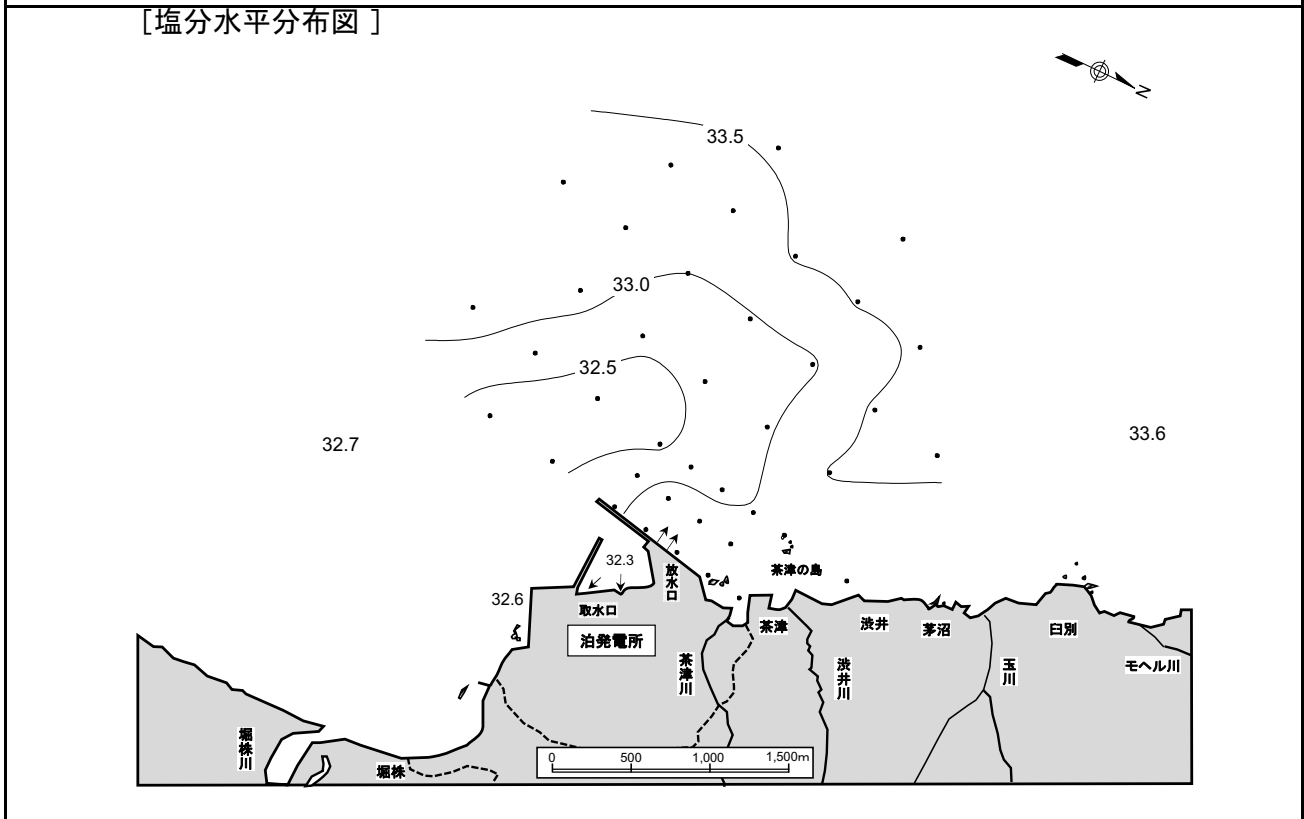 [塩分水平分布図 ]
N
33.5
33.0
32.5
32.7
33.6
32.3
32.6
放水口
取水口
泊発電所
茶津の島
茶津
茶津川
渋井
渋井川
茅沼
玉川
臼別
モヘル川
堀株川
堀株
0 500 1,000 1,500m